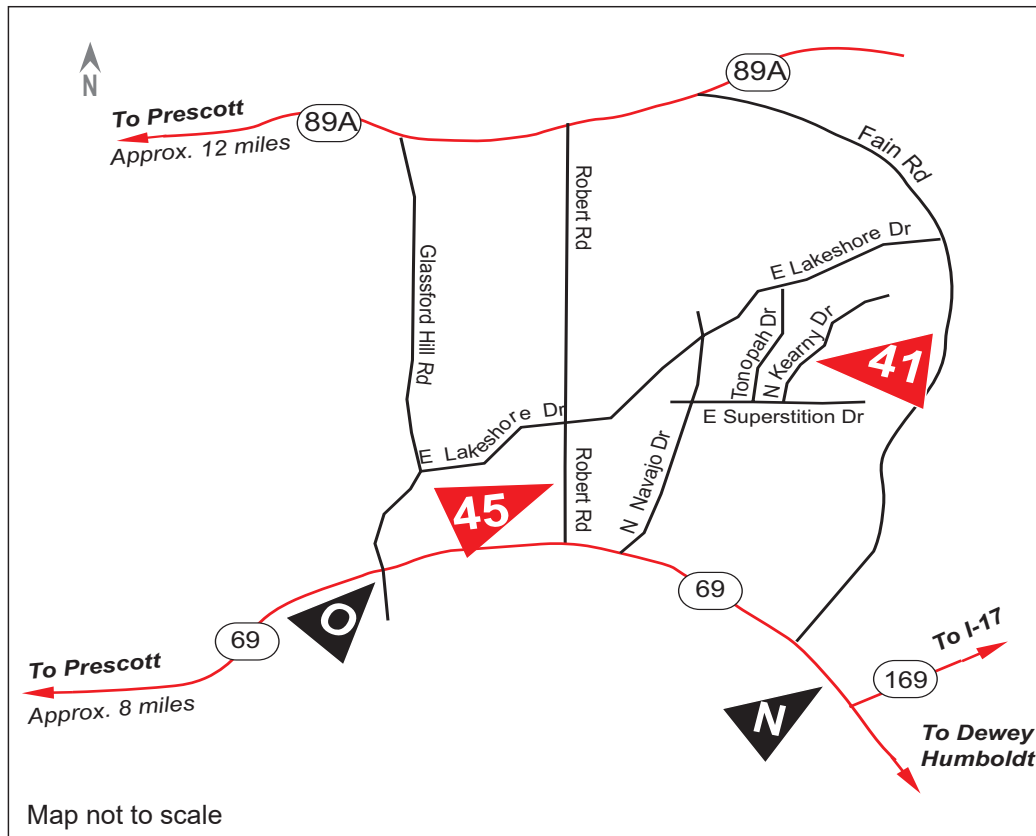 N
To Prescott
Approx. 12 miles
89A
89A
Fain Rd
Robert Rd
Glassford Hill Rd
E Lakeshore Dr
Tonopah Dr
N Kearny Dr
41
E Superstition Dr
E Lakeshore Dr
Robert Rd
N Navajo Dr
45
O
69
69
To Prescott
Approx. 8 miles
To I-17
169
N
To Dewey
Humboldt
Map not to scale